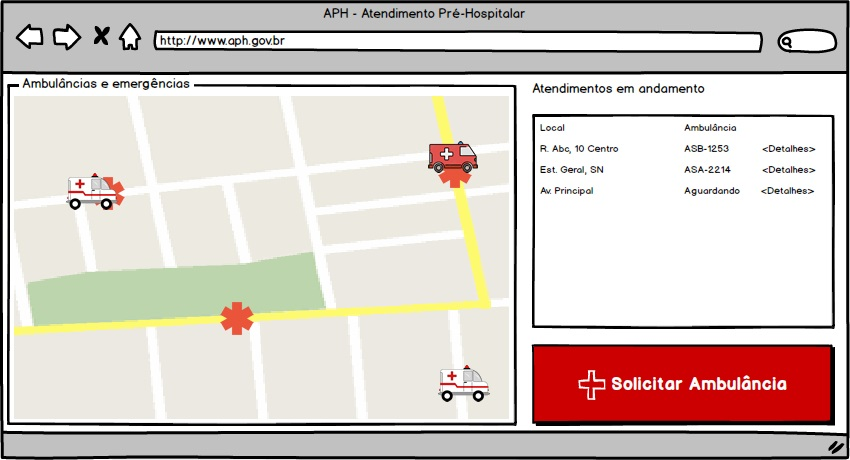 APH - Atendimento Pré-Hospitalar
http://www.aph.gov.br
Ambulâncias e emergências
Atendimentos em andamento
Local Ambulância
R. Abc, 10 Centro ASB-1253 <Detalhes>
Est. Geral, SN ASA-2214 <Detalhes>
Av. Principal Aguardando <Detalhes>
Solicitar Ambulância